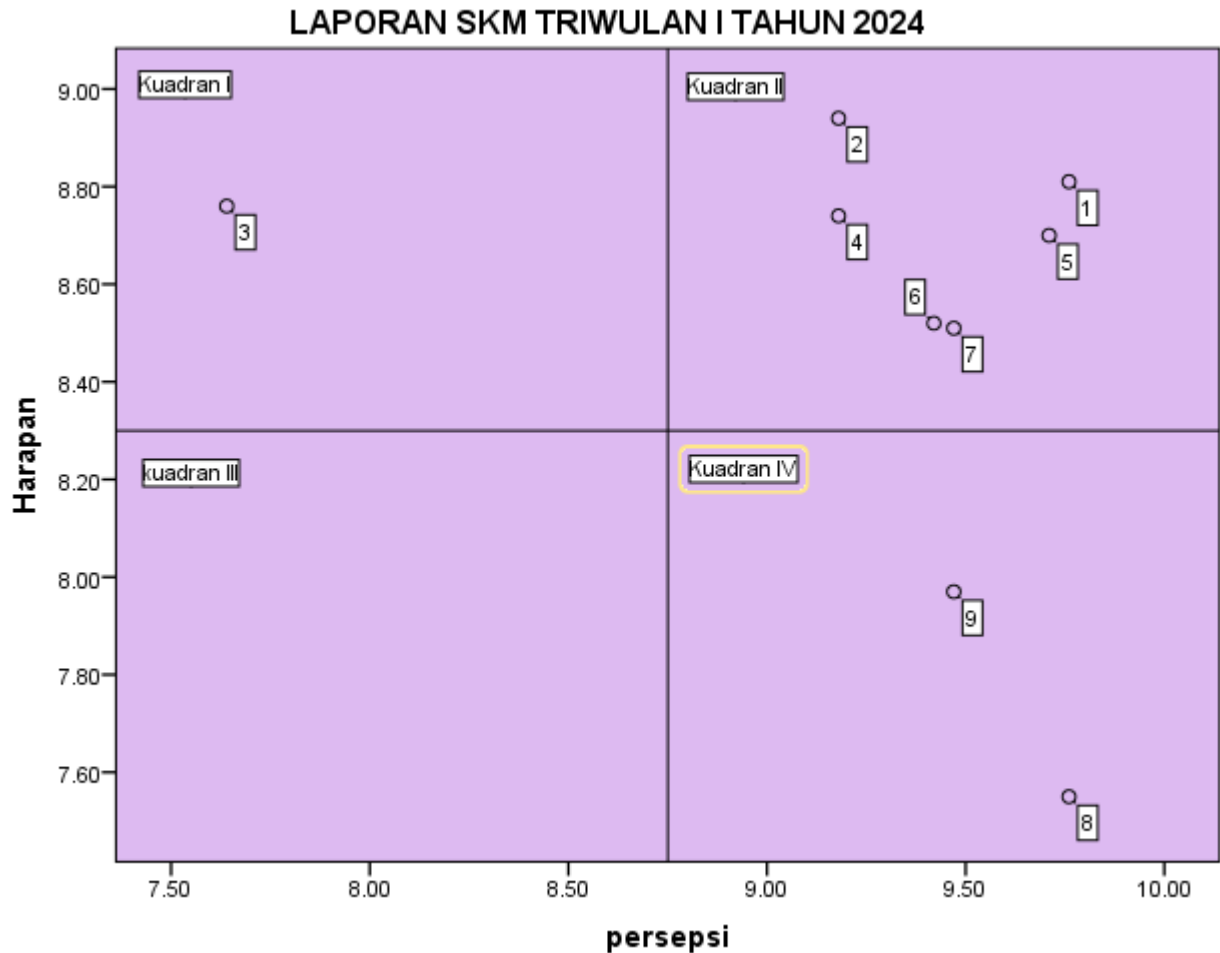 LAPORAN SKM TRIWULAN I TAHUN 2024
Kuadran I
Kuadran II
9.00
2
8.80
1
3
4
5
8.60
6
7
8.40
Harapan
kuadran III
Kuadran IV
8.20
8.00
9
7.80
7.60
8
7.50 8.00 8.50 9.00 9.50 10.00
persepsi